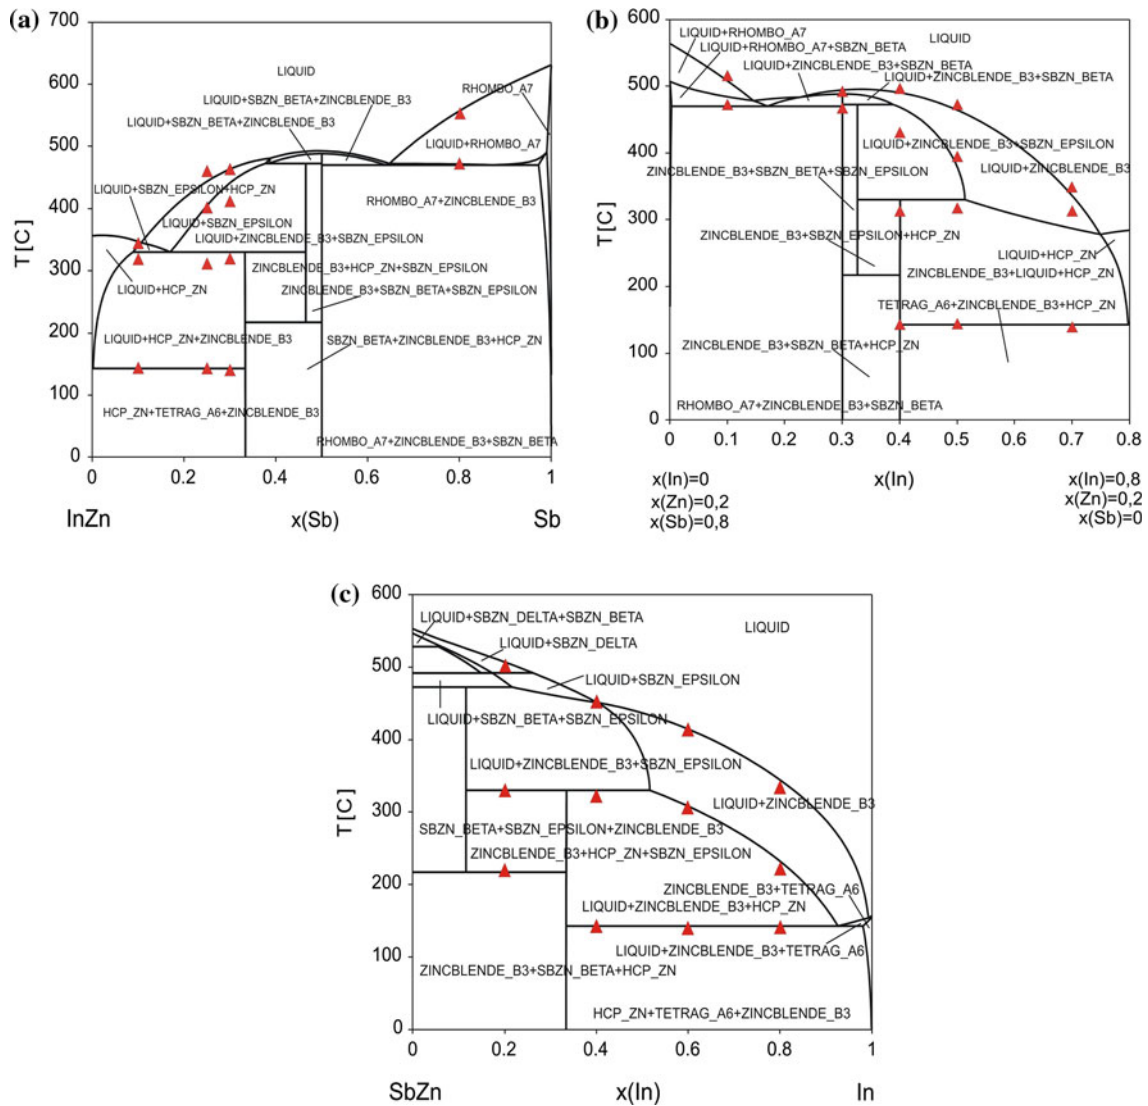 (a)
700
600
500
400
300
200
100
0
T[C]
LIQUID
RHOMBO_A7
LIQUID+SBZN_BETA+ZINCBLENDE_B3
LIQUID+SBZN_BETA+ZINCBLENDE_B3
LIQUID+RHOMBO_A7
LIQUID+SBZN_EPSILON+HCP_ZN
RHOMBO_A7+ZINCBLENDE_B3
LIQUID+SBZN_EPSILON
LIQUID+ZINCBLENDE_B3+SBZN_EPSILON
ZINCBLENDE_B3+HCP_ZN+SBZN_EPSILON
LIQUID+HCP_ZN
ZINCBLENDE_B3+SBZN_BETA+SBZN_EPSILON
LIQUID+HCP_ZN+ZINCBLENDE_B3
SBZN_BETA+ZINCBLENDE_B3+HCP_ZN
HCP_ZN+TETRAG_A6+ZINCBLENDE_B3
RHOMBO_A7+ZINCBLENDE_B3+SBZN_BETA
0 0.2 0.4 0.6 0.8 1
InZn x(Sb) Sb
(b)
600
500
400
300
200
100
0
T[C]
LIQUID+RHOMBO_A7
LIQUID
LIQUID+RHOMBO_A7+SBZN_BETA
LIQUID+ZINCBLENDE_B3+SBZN_BETA
LIQUID+ZINCBLENDE_B3+SBZN_BETA
LIQUID+ZINCBLENDE_B3+SBZN_EPSILON
LIQUID+ZINCBLENDE_B3
ZINCBLENDE_B3+SBZN_BETA+SBZN_EPSILON
ZINCBLENDE_B3+SBZN_EPSILON+HCP_ZN
LIQUID+HCP_ZN
ZINCBLENDE_B3+LIQUID+HCP_ZN
TETRAG_A6+ZINCBLENDE_B3+HCP_ZN
ZINCBLENDE_B3+SBZN_BETA+HCP_ZN
RHOMBO_A7+ZINCBLENDE_B3+SBZN_BETA
0 0.1 0.2 0.3 0.4 0.5 0.6 0.7 0.8
x(In)=0 x(In) x(In)=0,8
x(Zn)=0,2 x(Zn)=0,2
x(Sb)=0,8 x(Sb)=0
(c)
600
500
400
300
200
100
0
T[C]
LIQUID+SBZN_DELTA+SBZN_BETA
LIQUID
LIQUID+SBZN_DELTA
LIQUID+SBZN_EPSILON
LIQUID+SBZN_BETA+SBZN_EPSILON
LIQUID+ZINCBLENDE_B3+SBZN_EPSILON
LIQUID+ZINCBLENDE_B3
SBZN_BETA+SBZN_EPSILON+ZINCBLENDE_B3
ZINCBLENDE_B3+HCP_ZN+SBZN_EPSILON
ZINCBLENDE_B3+TETRAG_A6
LIQUID+ZINCBLENDE_B3+HCP_ZN
LIQUID+ZINCBLENDE_B3+TETRAG_A6
ZINCBLENDE_B3+SBZN_BETA+HCP_ZN
HCP_ZN+TETRAG_A6+ZINCBLENDE_B3
0 0.2 0.4 0.6 0.8 1
SbZn x(In) In